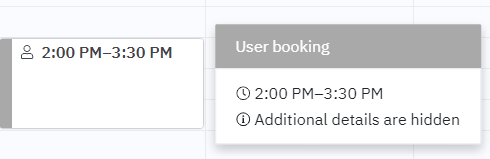 2:00 PM–3:30 PM
User booking
2:00 PM–3:30 PM
Additional details are hidden